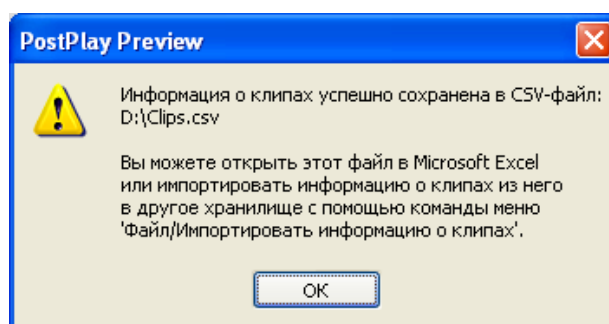 PostPlay Preview
Информация о клипах успешно сохранена в CSV-файл:
D:\Clips.csv
Вы можете открыть этот файл в Microsoft Excel
или импортировать информацию о клипах из него
в другое хранилище с помощью команды меню
'Файл/Импортировать информацию о клипах'.
OK